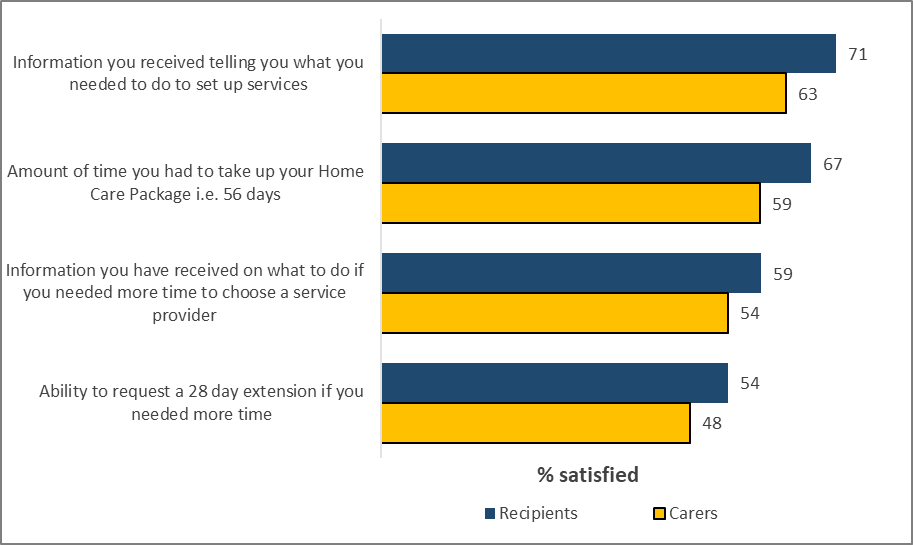 Information you received telling you what you
needed to do to set up services
71
63
Amount of time you had to take up your Home
Care Package i.e. 56 days
67
59
Information you have received on what to do if
you needed more time to choose a service
provider
59
54
Ability to request a 28 day extension if you
needed more time
54
48
% satisfied
Recipients
Carers